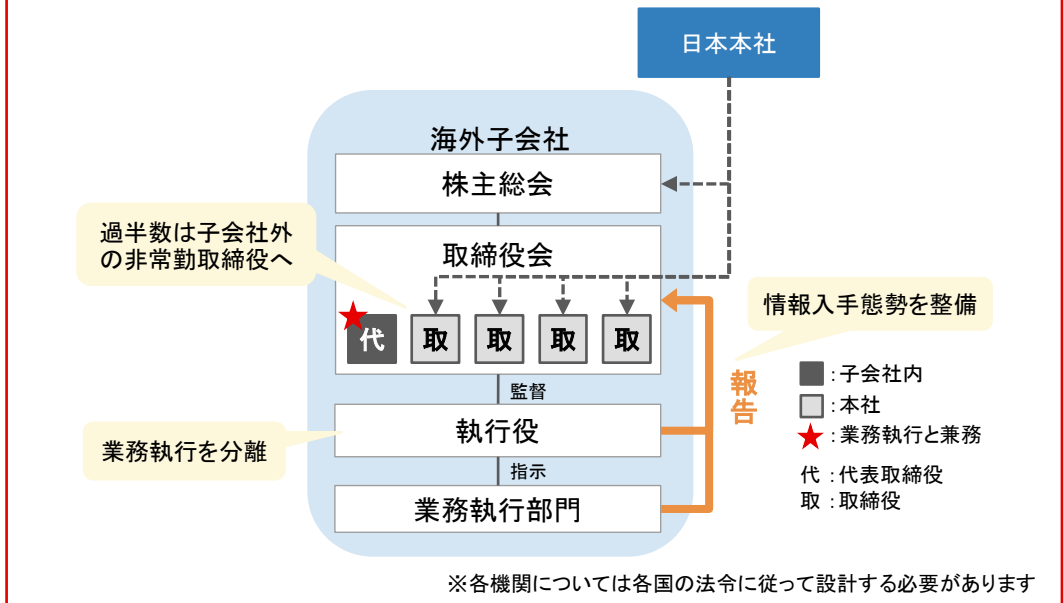 日本本社
海外子会社
株主総会
過半数は子会社外
の非常勤取締役へ
取締役会
代
取
取
取
取
情報入手態勢を整備
報告
:子会社内
:本社
:業務執行と兼務
代:代表取締役
取:取締役
監督
執行役
業務執行を分離
指示
業務執行部門
※各機関については各国の法令に従って設計する必要があります